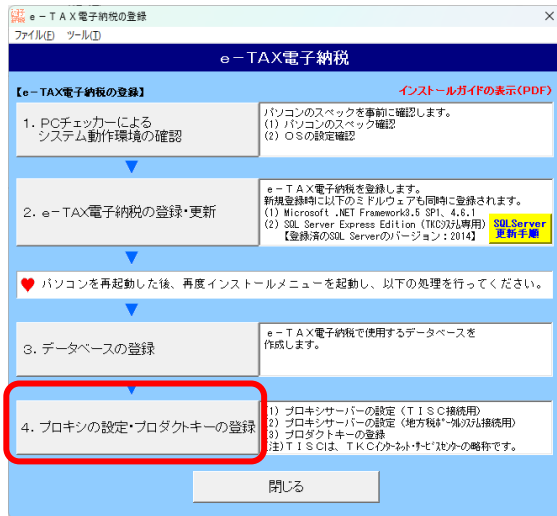 e－ＴＡＸ電子納税の登録
ファイル(F) ツール(T)
e－TAX電子納税
【e-TAX電子納税の登録】 インストールガイドの表示(PDF)
1. PCチェッカーによる
システム動作環境の確認
パソコンのスペックを事前に確認します。
(1) パソコンのスペック確認
(2) ＯＳの設定確認
2. e－TAX電子納税の登録・更新
e－ＴＡＸ電子納税を登録します。
新規登録時に以下のミドルウェアも同時に登録されます。
(1) Microsoft .NET Framework3.5 SP1、4.6.1
(2) SQL Server Express Edition (TKCｼｽﾃﾑ専用)
【登録済のSQL Serverのバージョン：2014】
SQLServer
更新手順
パソコンを再起動した後、再度インストールメニューを起動し、以下の処理を行ってください。
3. データベースの登録
e－ＴＡＸ電子納税で使用するデータベースを
作成します。
4. プロキシの設定・プロダクトキーの登録
(1) プロキシサーバーの設定（ＴＩＳＣ接続用）
(2) プロキシサーバーの設定（地方税ﾎﾟｰﾀﾙｼｽﾃﾑ接続用）
(3) プロダクトキーの登録
(注)ＴＩＳＣは、ＴＫＣｲﾝﾀｰﾈｯﾄ・ｻｰﾋﾞｽｾﾝﾀｰの略称です。
閉じる